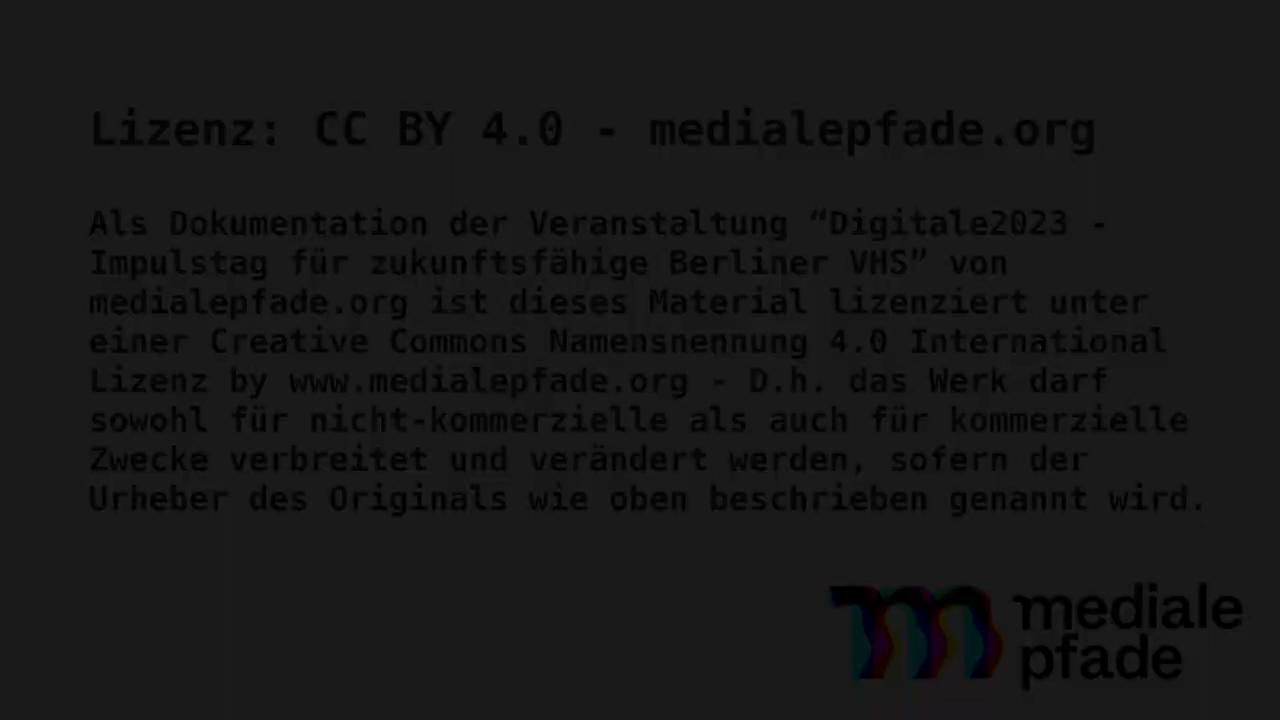 Lizenz: CC BY 4.0 - medialepfade.org
Als Dokumentation der Veranstaltung “Digitale2023 -
Impulstag für zukunftsfähige Berliner VHS” von
medialepfade.org ist dieses Material lizenziert unter
einer Creative Commons Namensnennung 4.0 International
Lizenz by www.medialepfade.org - D.h. das Werk darf
sowohl für nicht-kommerzielle als auch für kommerzielle
Zwecke verbreitet und verändert werden, sofern der
Urheber des Originals wie oben beschrieben genannt wird.
m mediale
pfade